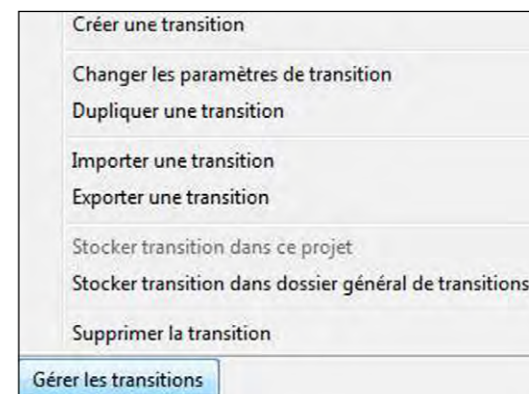 Créer une transition
Changer les paramètres de transition
Dupliquer une transition
Importer une transition
Exporter une transition
Stocker transition dans ce projet
Stocker transition dans dossier général de transitions
Supprimer la transition
Gérer les transitions